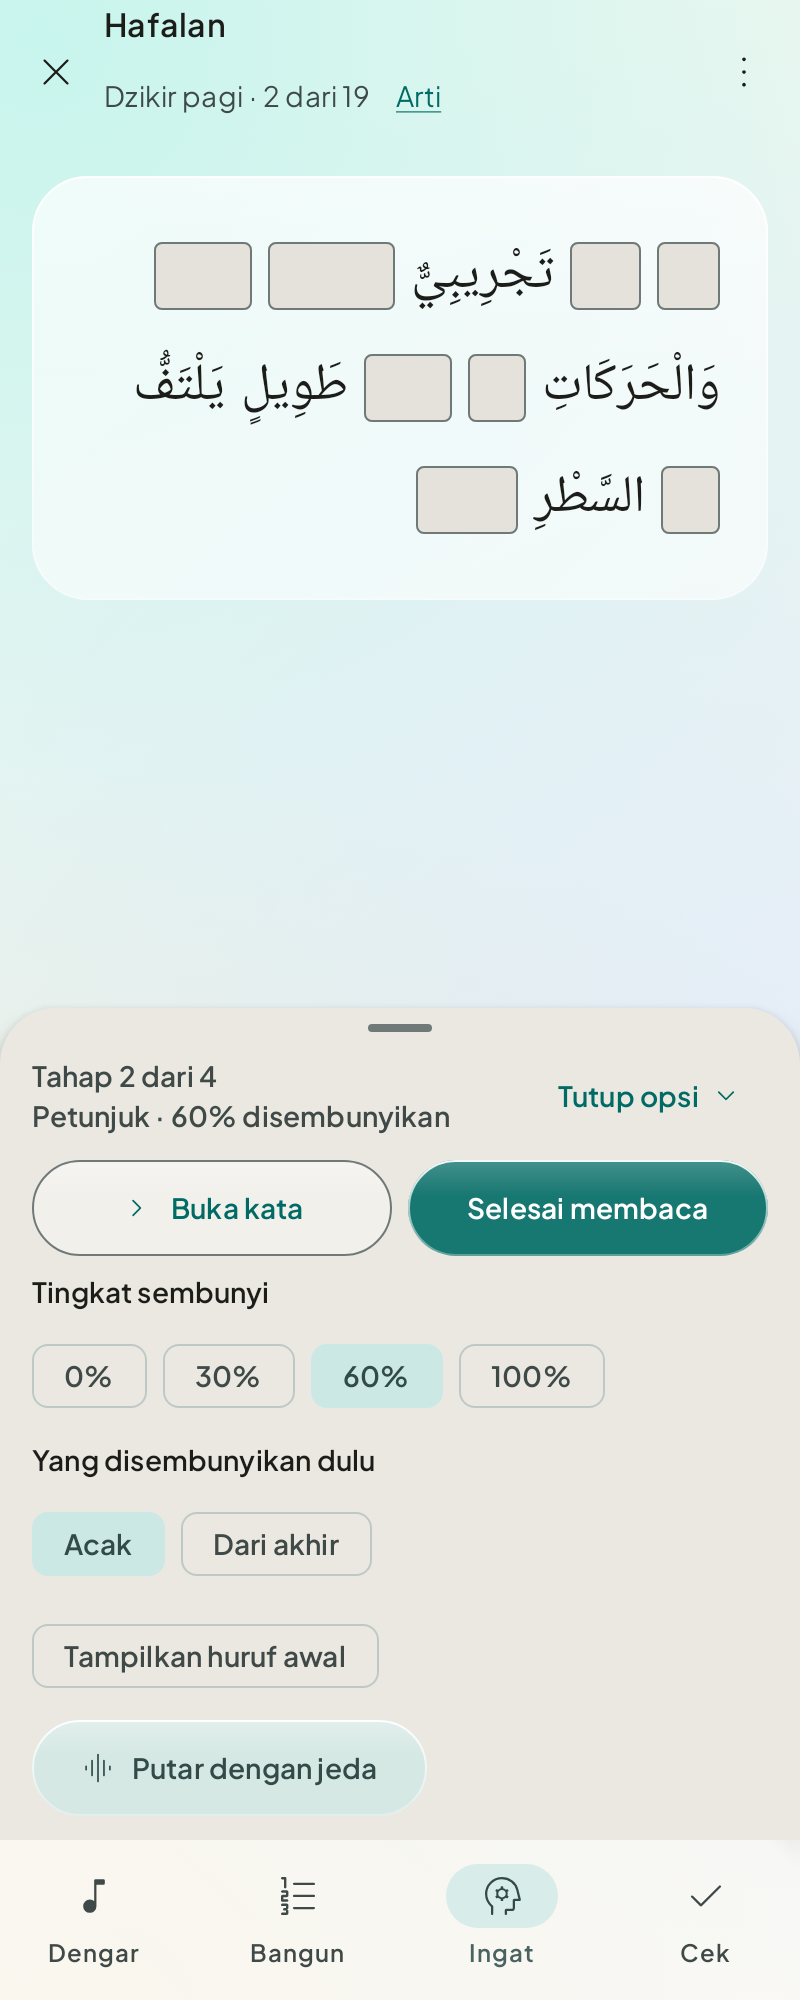 Hafalan
Dzikir pagi · 2 dari 19 Arti
تَجْرِيبِيٌّ
وَالْحَرَكَاتِ طَوِيلٍ يَلْتَفُّ
السَّطْرِ
Tahap 2 dari 4
Petunjuk · 60% disembunyikan
Tutup opsi
Buka kata
Selesai membaca
Tingkat sembunyi
0% 30% 60% 100%
Yang disembunyikan dulu
Acak Dari akhir
Tampilkan huruf awal
Putar dengan jeda
Dengar Bangun Ingat Cek